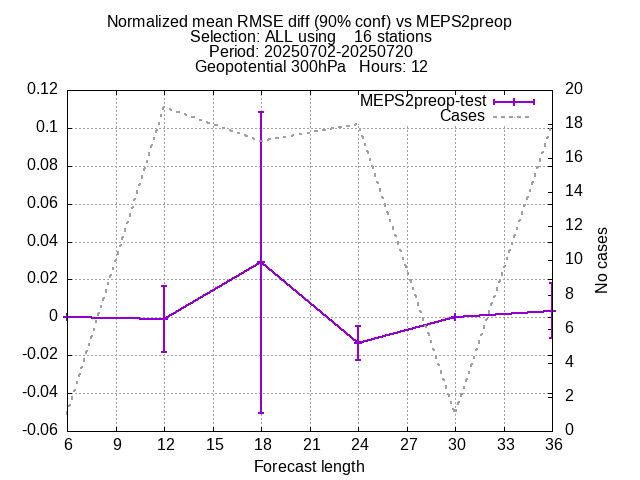 Normalized mean RMSE diff (90% conf) vs MEPS2preop
Selection: ALL using    16 stations
Period: 20250702-20250720
Geopotential 300hPa   Hours: 12
MEPS2preop-test
Cases
0.12
0.1
0.08
0.06
0.04
0.02
0
-0.02
-0.04
-0.06
20
18
16
14
12
10
8
6
4
2
0
No cases
6 9 12 15 18 21 24 27 30 33 36
Forecast length